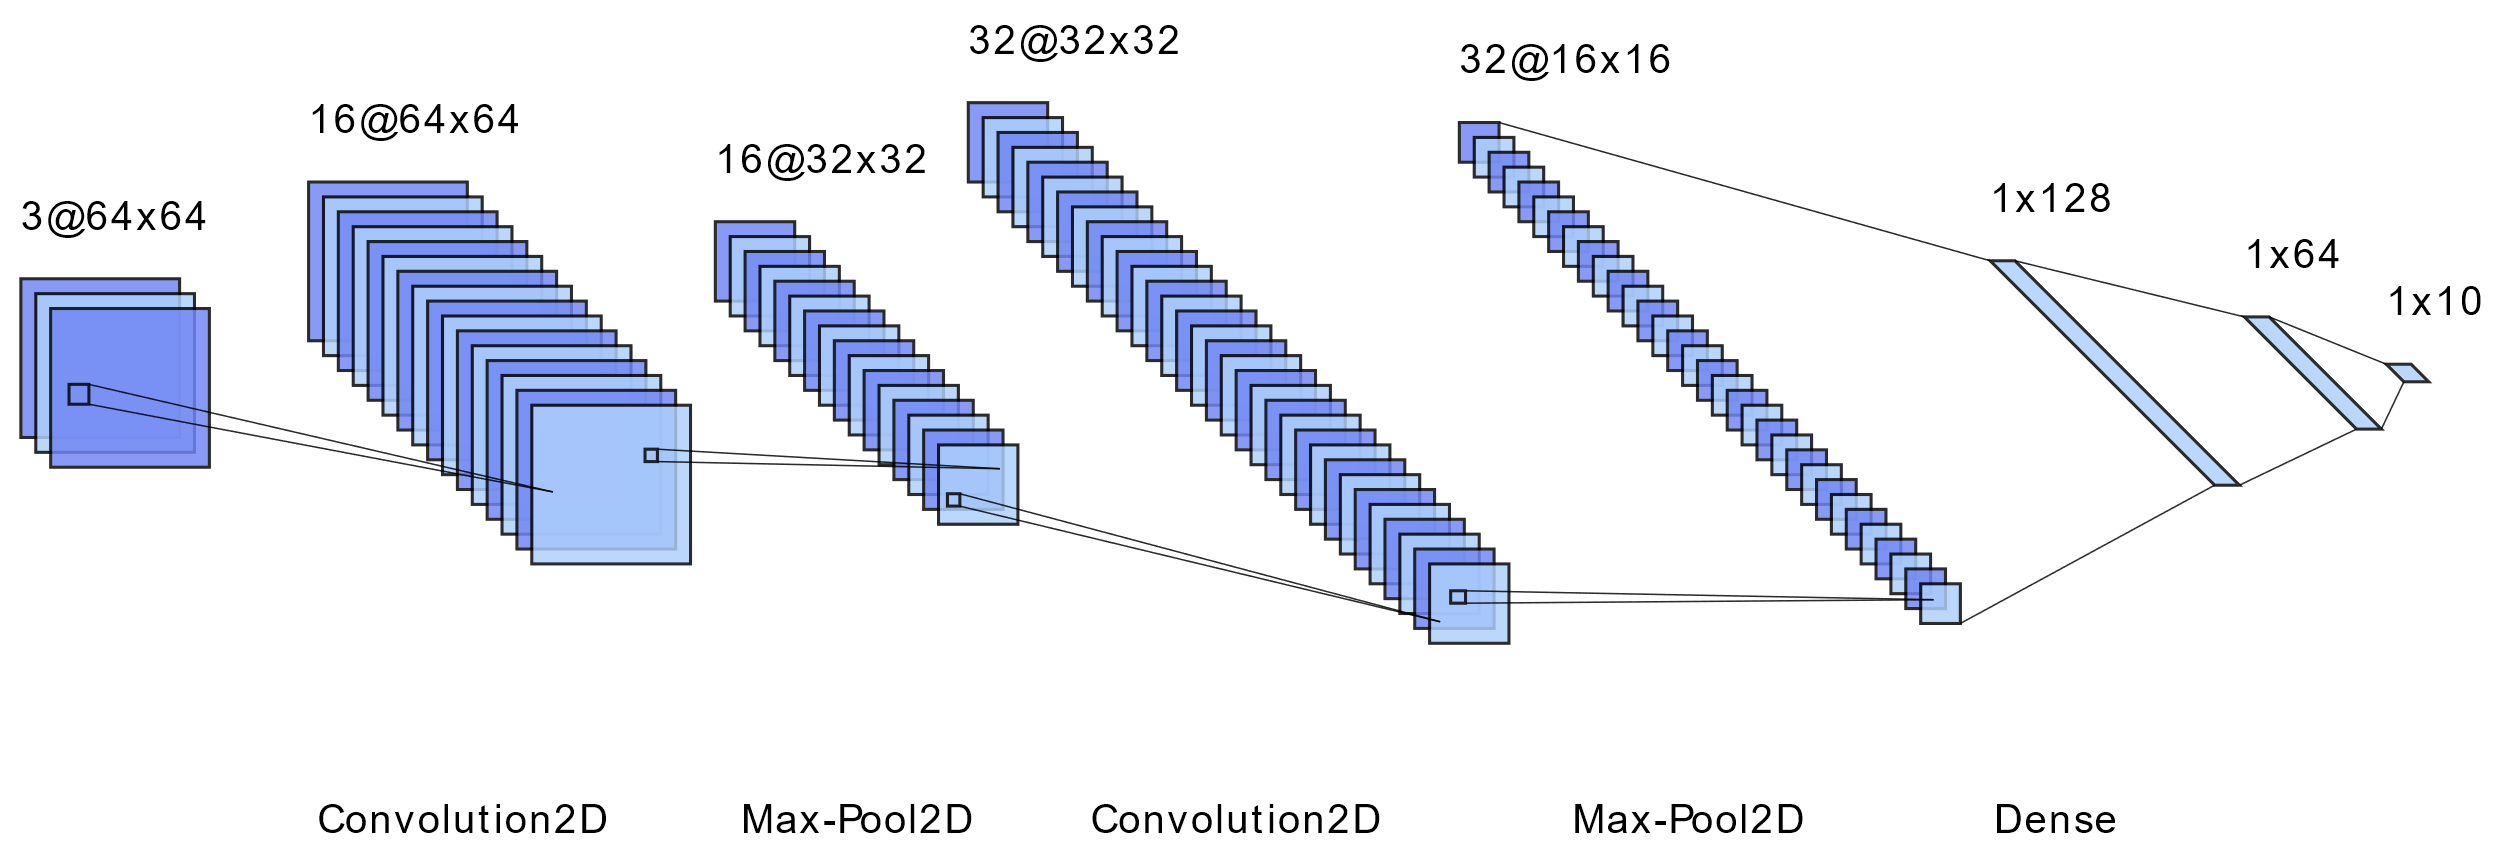 3@64x64
16@64x64
16@32x32
32@32x32
32@16x16
1x128
1x64
1x10
Convolution2D
Max-Pool2D
Convolution2D
Max-Pool2D
Dense